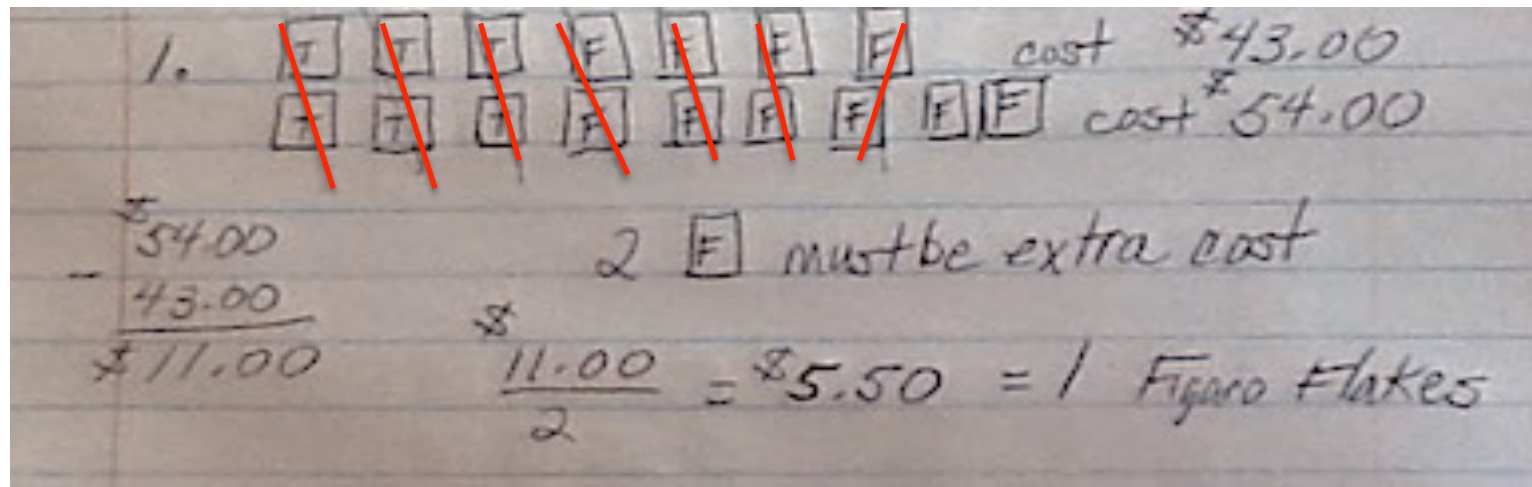 1. T T T F F F F cost $43.00
T T T F F F F F F cost $54.00
$54.00
- 43.00
$11.00
2 F must be extra cost
$11.00
2
= $5.50 = 1 Figaro Flakes